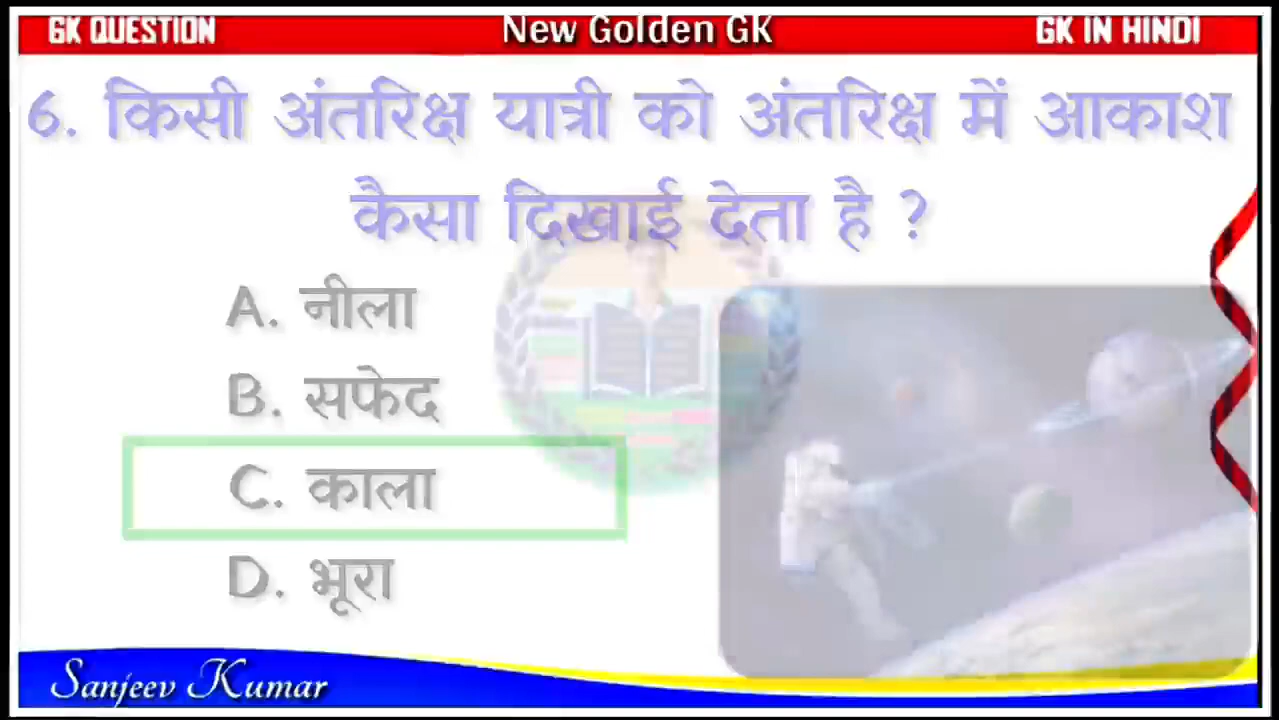 GK QUESTION
New Golden GK
GK IN HINDI
6. किसी अंतरिक्ष यात्री को अंतरिक्ष में आकाश
कैसा दिखाई देता है ?
A. नीला
B. सफेद
C. काला
D. भूरा
Sanjeev Kumar